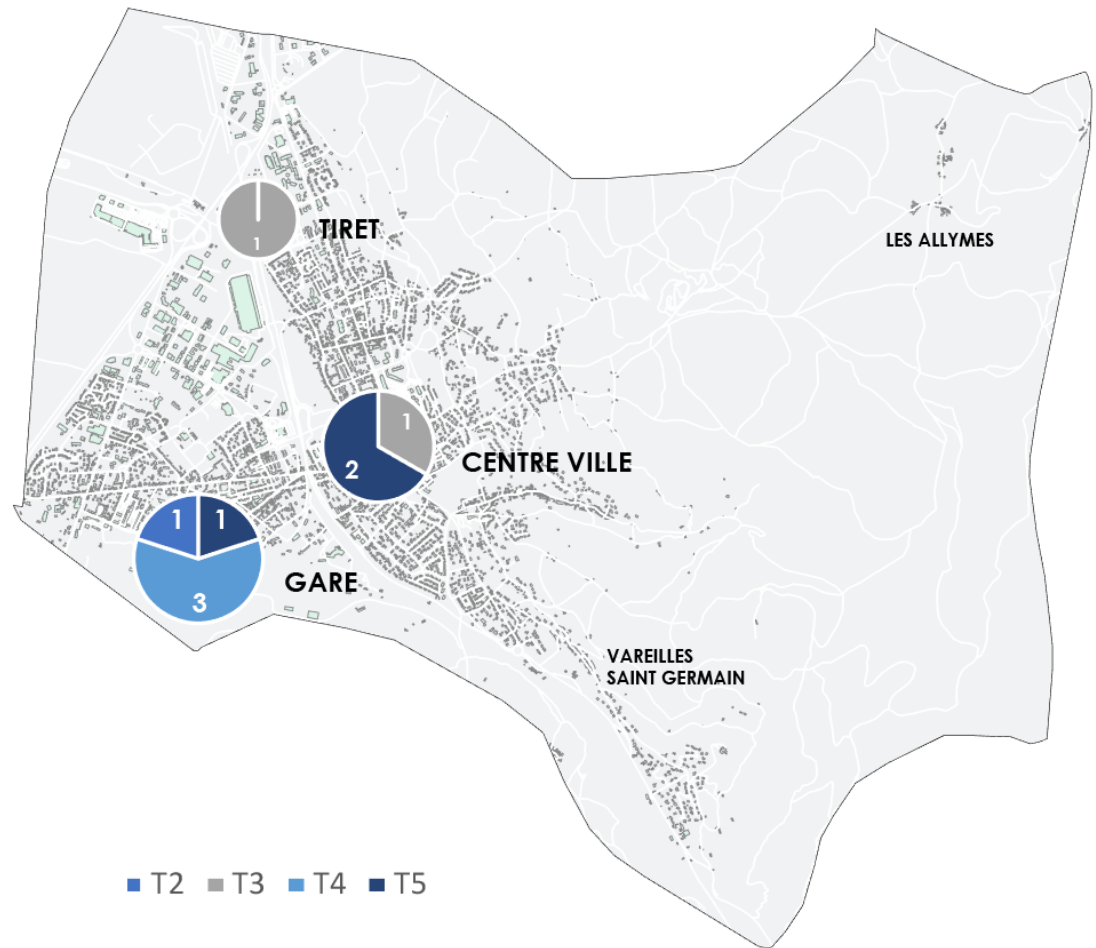 1
TIRET
LES ALLYMES
1
2
CENTRE VILLE
1 1
3
GARE
VAREILLES
SAINT GERMAIN
T2 T3 T4 T5